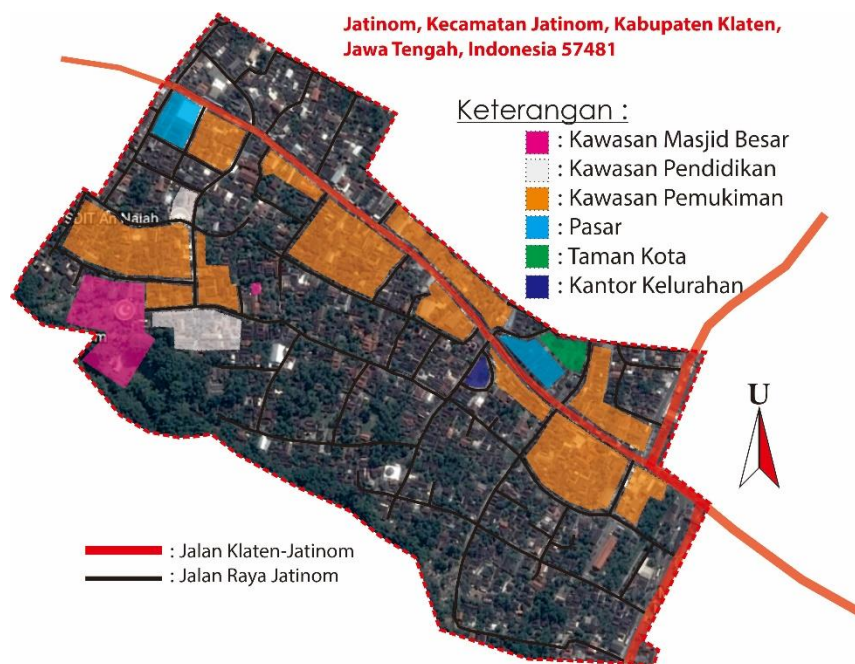 Jatinom, Kecamatan Jatinom, Kabupaten Klaten,
Jawa Tengah, Indonesia 57481
Keterangan :
: Kawasan Masjid Besar
: Kawasan Pendidikan
: Kawasan Pemukiman
: Pasar
: Taman Kota
: Kantor Kelurahan
SDIT An Najah
U
: Jalan Klaten-Jatinom
: Jalan Raya Jatinom